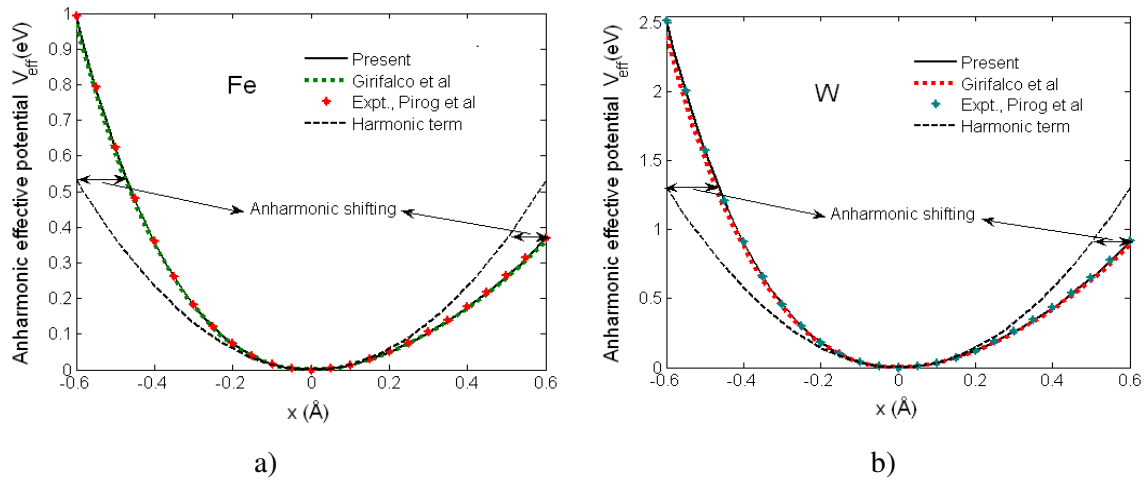 Anharmonic effective potential V_eff(eV)
1
0.9
0.8
0.7
0.6
0.5
0.4
0.3
0.2
0.1
0
-0.6
-0.4
-0.2
0
0.2
0.4
0.6
x (Å)
Fe
Present
Girifalco et al
Expt., Pirog et al
Harmonic term
Anharmonic shifting
a)
Anharmonic effective potential V_eff(eV)
2.5
2
1.5
1
0.5
0
-0.6
-0.4
-0.2
0
0.2
0.4
0.6
x (Å)
W
Present
Girifalco et al
Expt., Pirog et al
Harmonic term
Anharmonic shifting
b)